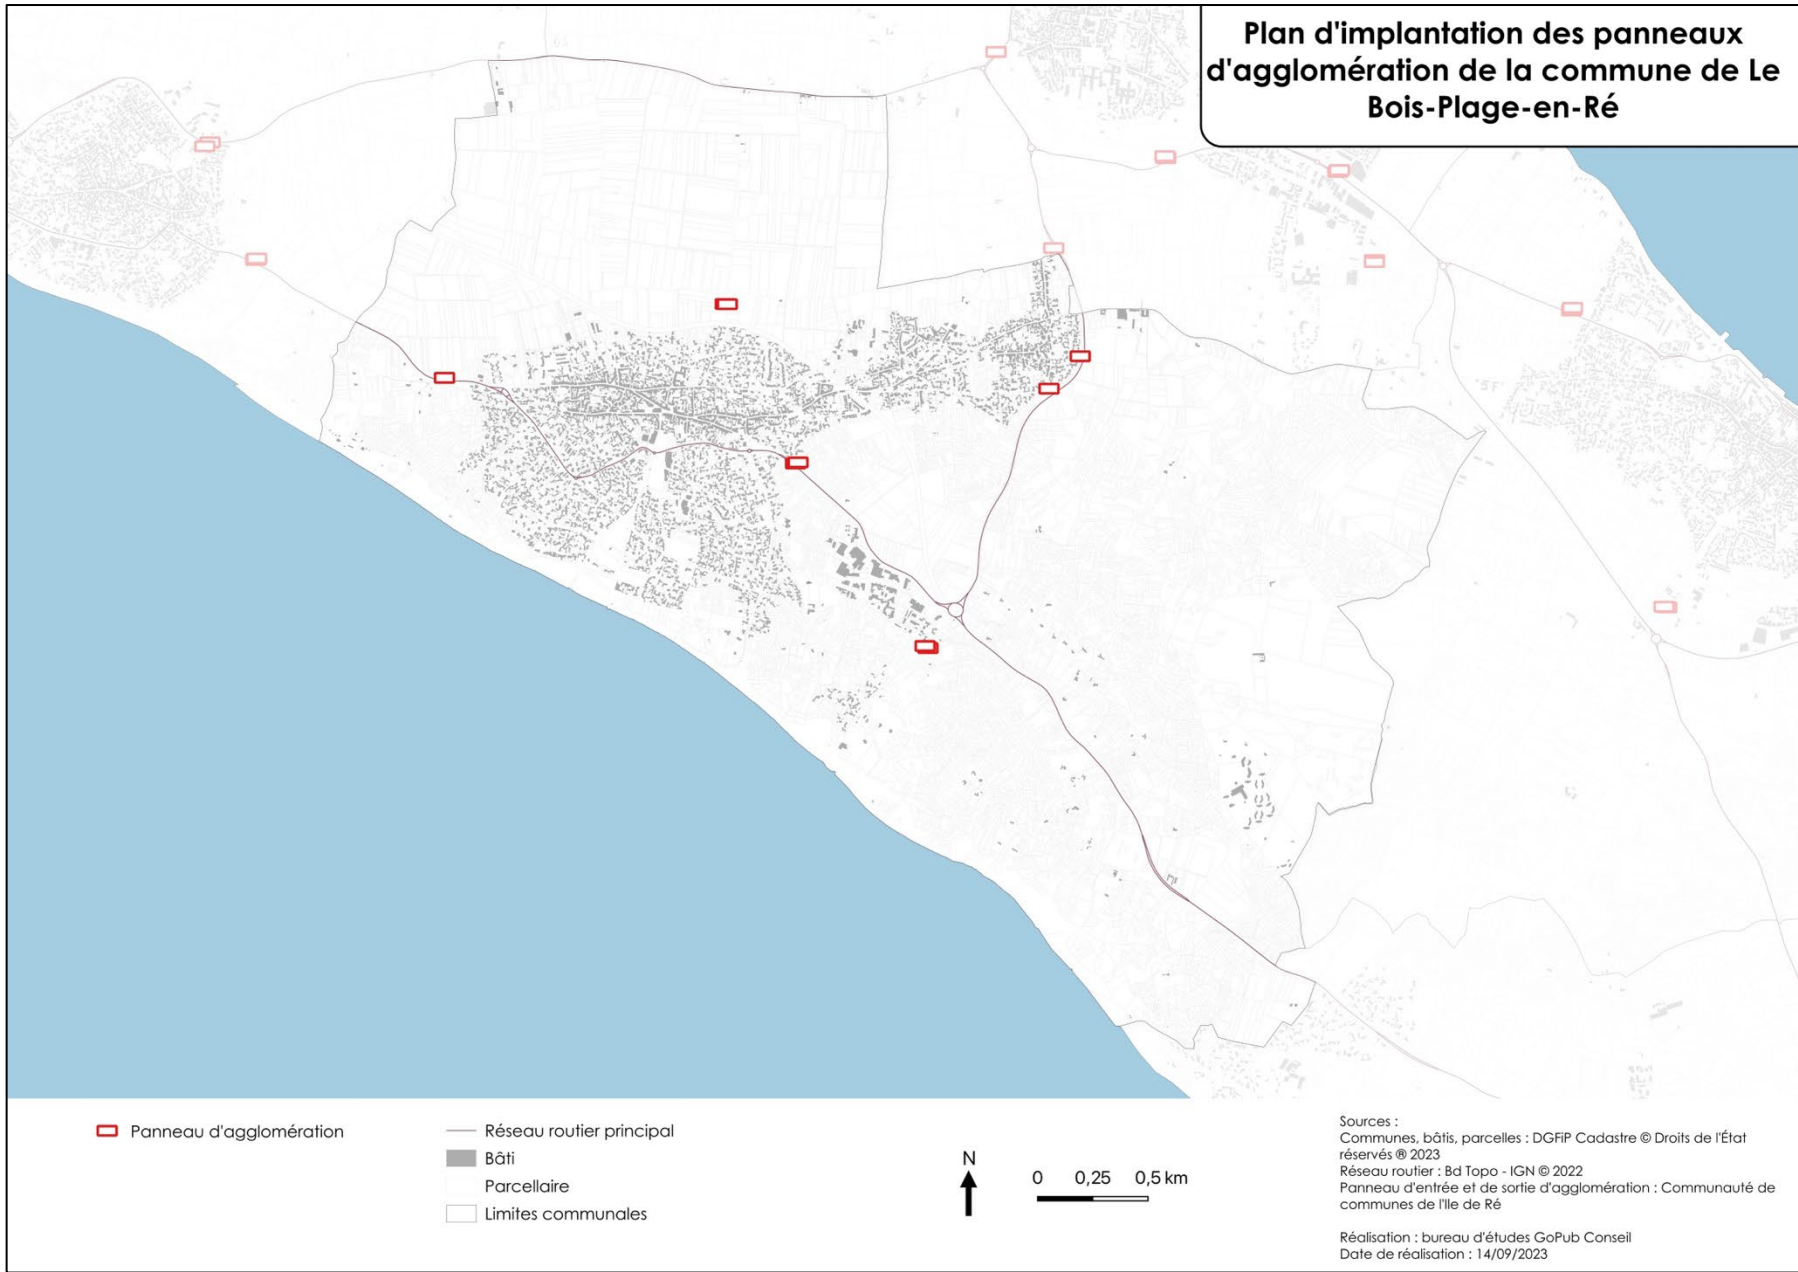 Plan d'implantation des panneaux
d'agglomération de la commune de Le
Bois-Plage-en-Ré
Panneau d'agglomération
Réseau routier principal
Bâti
Parcellaire
Limites communales
N
0 0,25 0,5 km
Sources :
Communes, bâtis, parcelles : DGFiP Cadastre © Droits de l'État
réservés ® 2023
Réseau routier : Bd Topo - IGN © 2022
Panneau d'entrée et de sortie d'agglomération : Communauté de
communes de l'Ile de Ré
Réalisation : bureau d'études GoPub Conseil
Date de réalisation : 14/09/2023